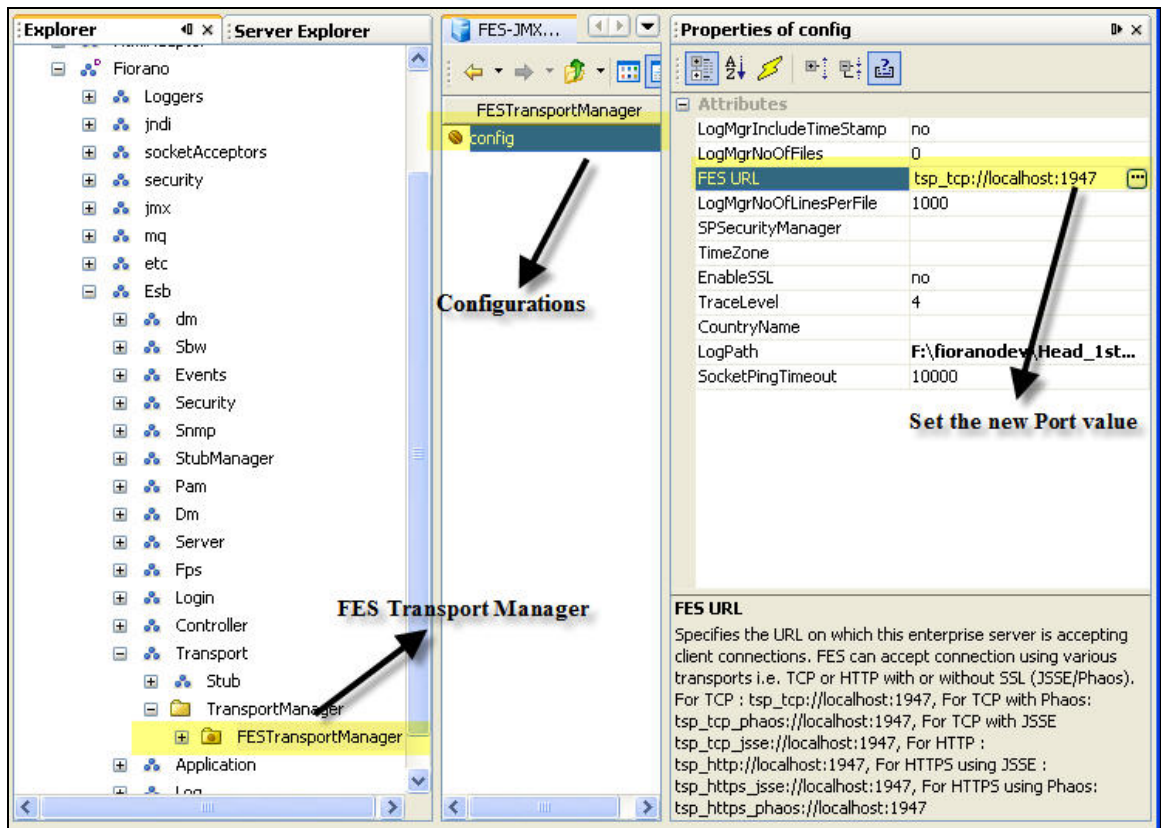 Explorer
Server Explorer
Fiorano
Loggers
jndi
socketAcceptors
security
jmx
mq
etc
Esb
dm
Sbw
Events
Security
Snmp
StubManager
Pam
Dm
Server
Fps
Login
Controller
Transport
Stub
TransportManager
FESTransportManager
Application
Log
FES Transport Manager
FES-JMX...
FESTransportManager
config
Configurations
Properties of config
Attributes
LogMgrIncludeTimeStamp no
LogMgrNoOfFiles 0
FES URL tsp_tcp://localhost:1947
LogMgrNoOfLinesPerFile 1000
SPSecurityManager
TimeZone
EnableSSL no
TraceLevel 4
CountryName
LogPath F:\fioranodev\Head_1st...
SocketPingTimeout 10000
Set the new Port value
FES URL
Specifies the URL on which this enterprise server is accepting
client connections. FES can accept connection using various
transports i.e. TCP or HTTP with or without SSL (JSSE/Phaos).
For TCP : tsp_tcp://localhost:1947, For TCP with Phaos:
tsp_tcp_phaos://localhost:1947, For TCP with JSSE
tsp_tcp_jsse://localhost:1947, For HTTP :
tsp_http://localhost:1947, For HTTPS using JSSE :
tsp_https_jsse://localhost:1947, For HTTPS using Phaos:
tsp_https_phaos://localhost:1947